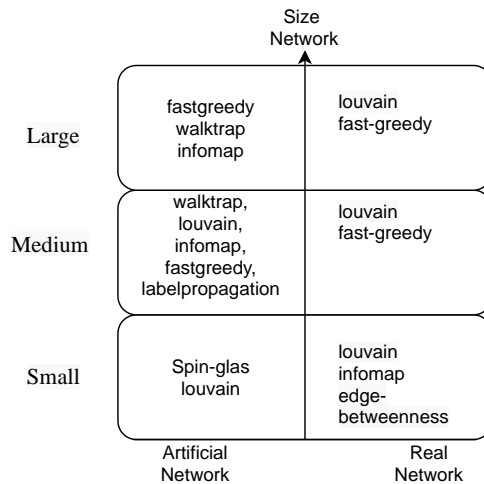 Size
Network
Large
fastgreedy
walktrap
infomap
louvain
fast-greedy
Medium
walktrap,
louvain,
infomap,
fastgreedy,
labelpropagation
louvain
fast-greedy
Small
Spin-glas
louvain
louvain
infomap
edge-
betweenness
Artificial
Network
Real
Network